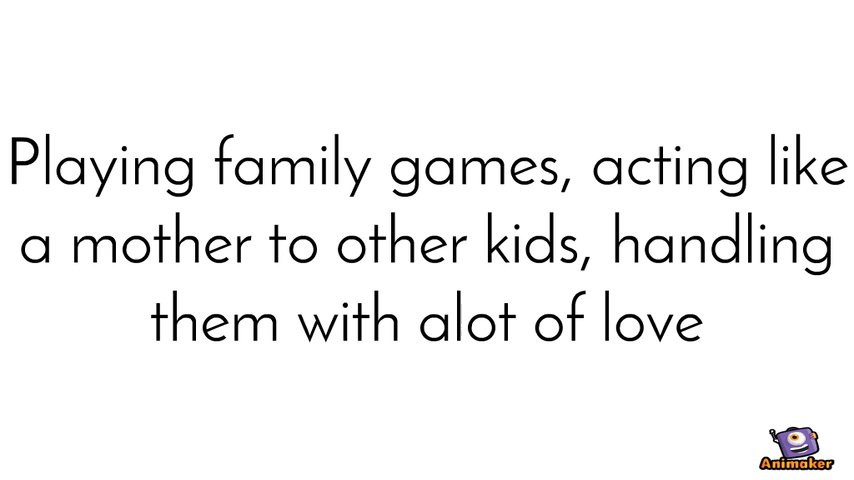 Playing family games, acting like
a mother to other kids, handling
them with alot of love
Animaker